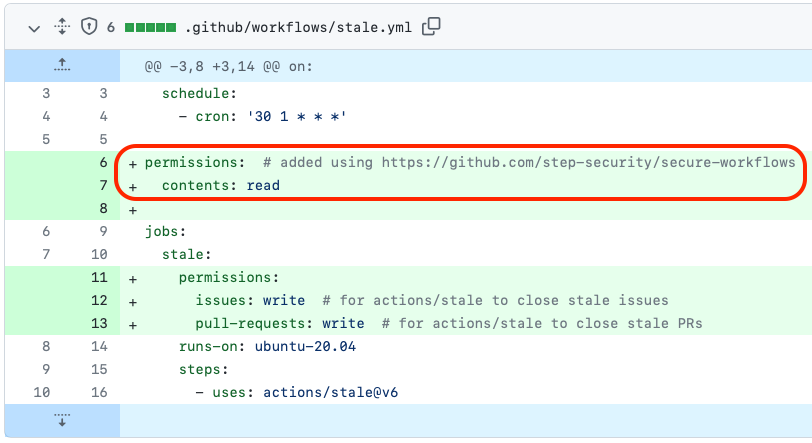 6 .github/workflows/stale.yml
@@ -3,8 +3,14 @@ on:
3 3 schedule:
4 4 - cron: '30 1 * * *'
5 5
6 + permissions: # added using https://github.com/step-security/secure-workflows
7 + contents: read
8 +
6 9 jobs:
7 10 stale:
11 + permissions:
12 + issues: write # for actions/stale to close stale issues
13 + pull-requests: write # for actions/stale to close stale PRs
8 14 runs-on: ubuntu-20.04
9 15 steps:
10 16 - uses: actions/stale@v6